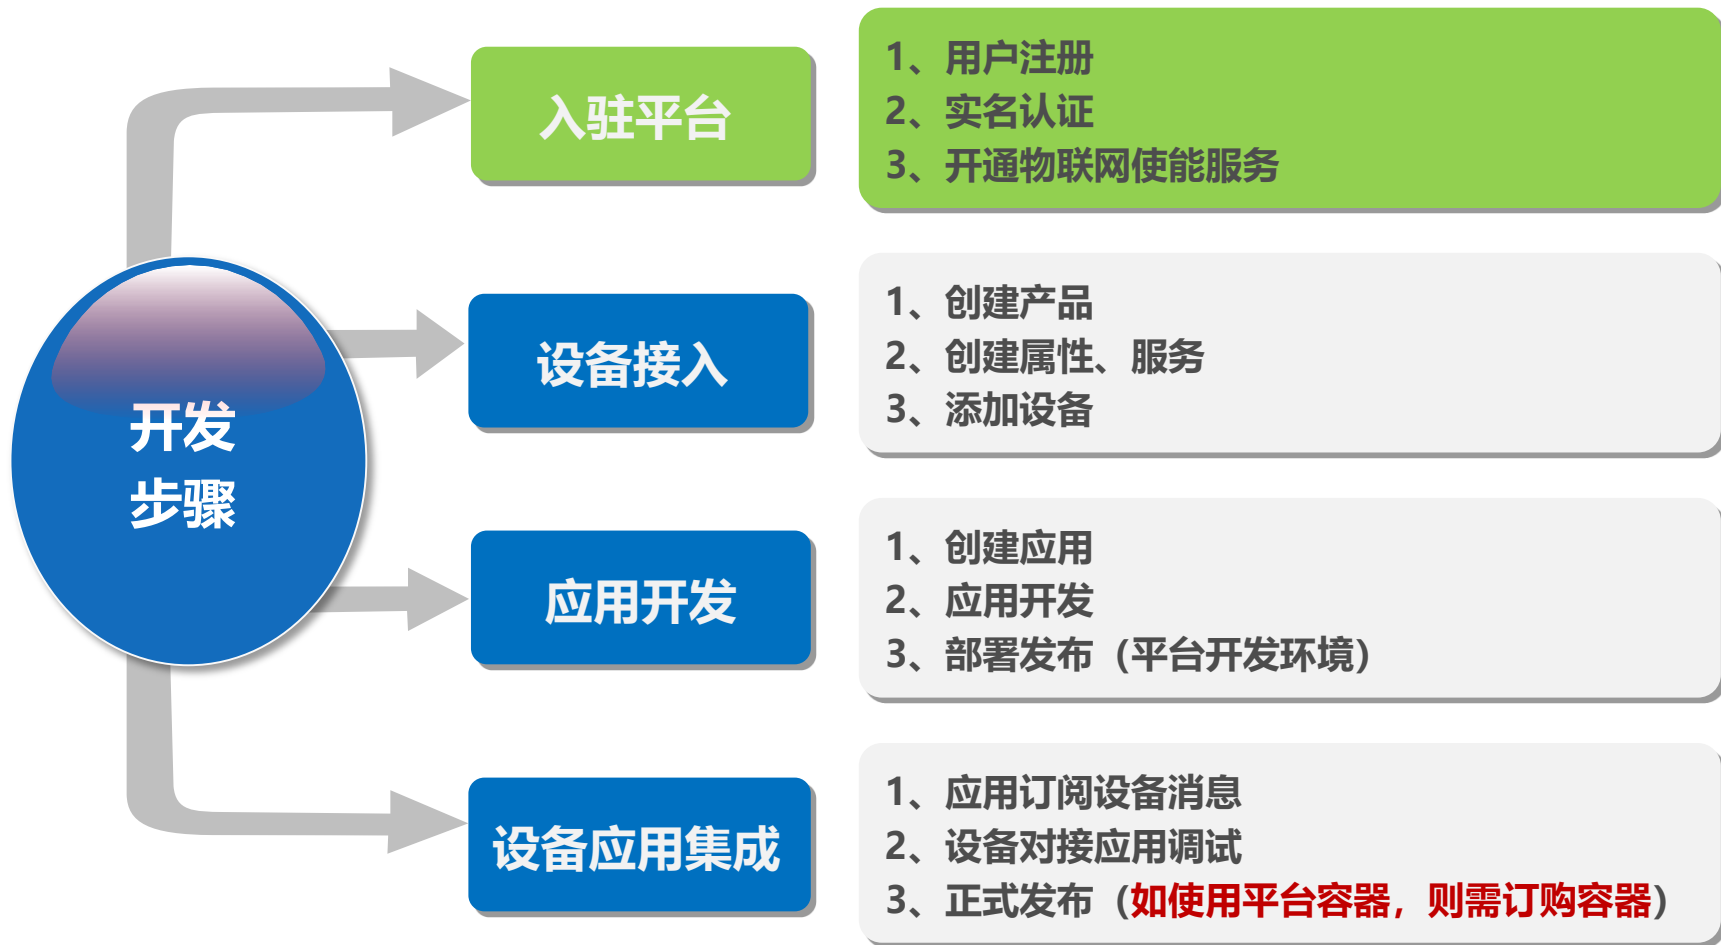 开发
步骤
入驻平台
1、用户注册
2、实名认证
3、开通物联网使能服务
设备接入
1、创建产品
2、创建属性、服务
3、添加设备
应用开发
1、创建应用
2、应用开发
3、部署发布（平台开发环境）
设备应用集成
1、应用订阅设备消息
2、设备对接应用调试
3、正式发布（如使用平台容器，则需订购容器）